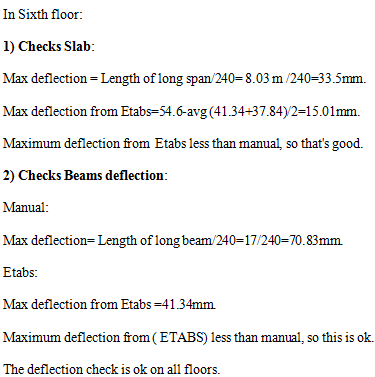 In Sixth floor:
1) Checks Slab:
Max deflection = Length of long span/240= 8.03 m /240=33.5mm.
Max deflection from Etabs=54.6-avg (41.34+37.84)/2=15.01mm.
Maximum deflection from Etabs less than manual, so that's good.
2) Checks Beams deflection:
Manual:
Max deflection= Length of long beam/240=17/240=70.83mm.
Etabs:
Max deflection from Etabs =41.34mm.
Maximum deflection from ( ETABS) less than manual, so this is ok.
The deflection check is ok on all floors.